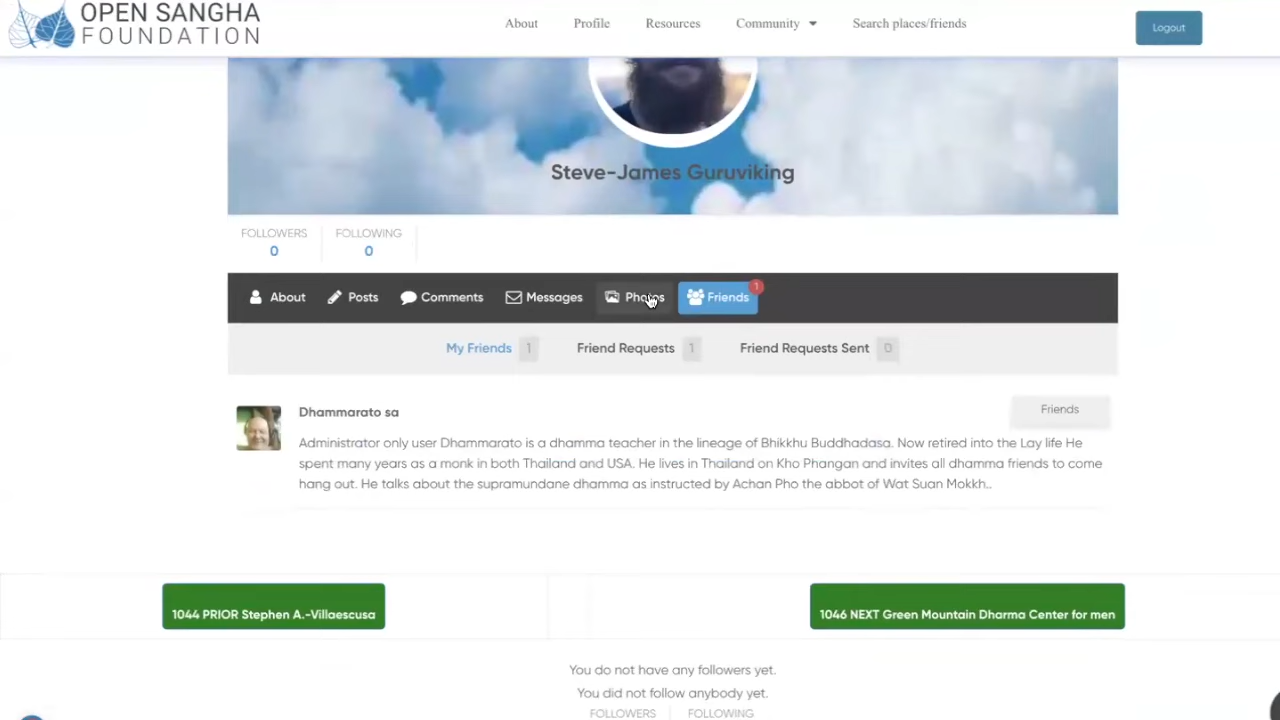 OPEN SANGHA
FOUNDATION
About Profile Resources Community Search places/friends
Logout
Steve-James Guruviking
FOLLOWERS FOLLOWING
0 0
About Posts Comments Messages Photos Friends 1
My Friends 1 Friend Requests 1 Friend Requests Sent 0
Dhammarato sa
Friends
Administrator only user Dhammarato is a dhamma teacher in the lineage of Bhikkhu Buddhadasa. Now retired into the Lay life He
spent many years as a monk in both Thailand and USA. He lives in Thailand on Kho Phangan and invites all dhamma friends to come
hang out. He talks about the supramundane dhamma as instructed by Achan Pho the abbot of Wat Suan Mokkh..
1044 PRIOR Stephen A.-Villaescusa 1046 NEXT Green Mountain Dharma Center for men
You do not have any followers yet.
You did not follow anybody yet.
FOLLOWERS FOLLOWING